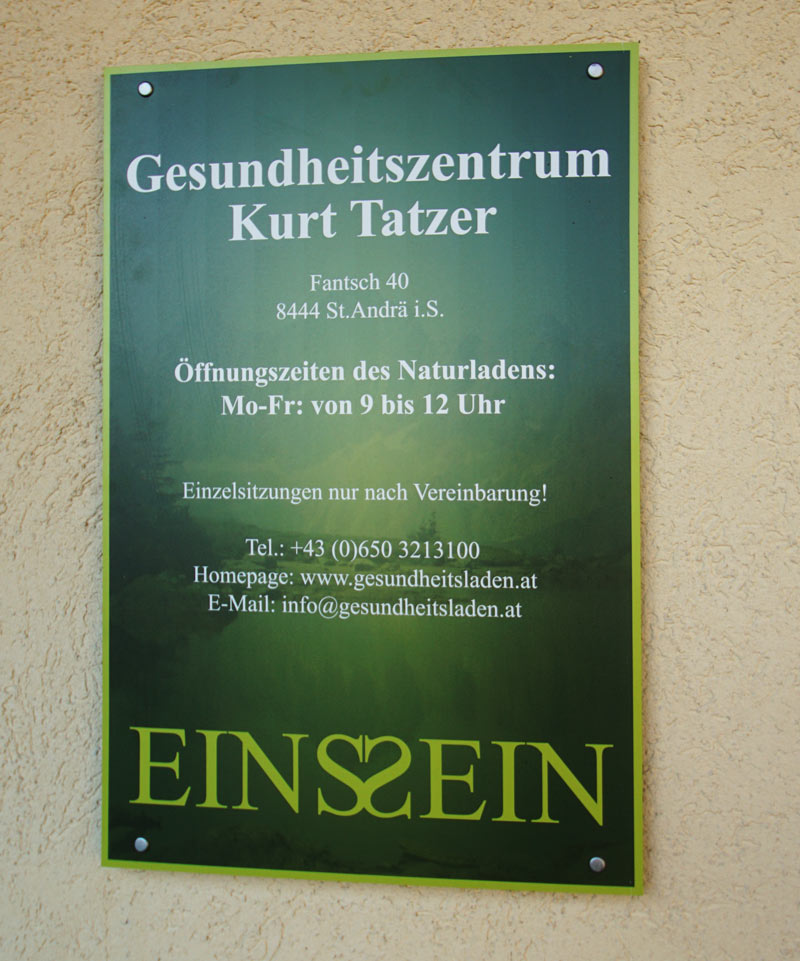 Gesundheitszentrum
Kurt Tatzer
Fantsch 40
8444 St.Andrä i.S.
Öffnungszeiten des Naturladens:
Mo-Fr: von 9 bis 12 Uhr
Einzelsitzungen nur nach Vereinbarung!
Tel.: +43 (0)650 3213100
Homepage: www.gesundheitsladen.at
E-Mail: info@gesundheitsladen.at
EINSSEIN